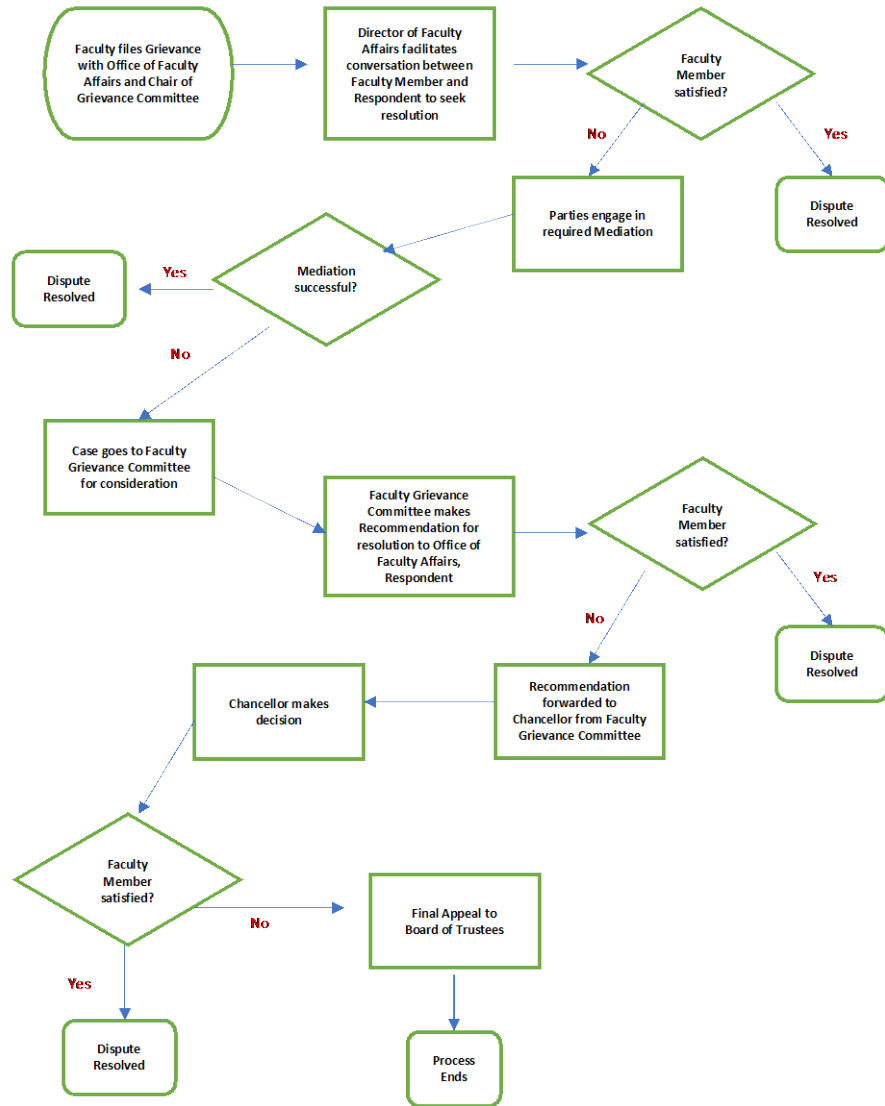 Faculty files Grievance
with Office of Faculty
Affairs and Chair of
Grievance Committee
Director of Faculty
Affairs facilitates
conversation between
Faculty Member and
Respondent to seek
resolution
Faculty
Member
satisfied?
No
Yes
Parties engage in
required Mediation
Dispute
Resolved
Mediation
successful?
Yes
Dispute
Resolved
No
Case goes to Faculty
Grievance Committee
for consideration
Faculty Grievance
Committee makes
Recommendation for
resolution to Office of
Faculty Affairs,
Respondent
Faculty
Member
satisfied?
Yes
No
Dispute
Resolved
Recommendation
forwarded to
Chancellor from Faculty
Grievance Committee
Chancellor makes
decision
Faculty
Member
satisfied?
No
Final Appeal to
Board of Trustees
Yes
Dispute
Resolved
Process
Ends